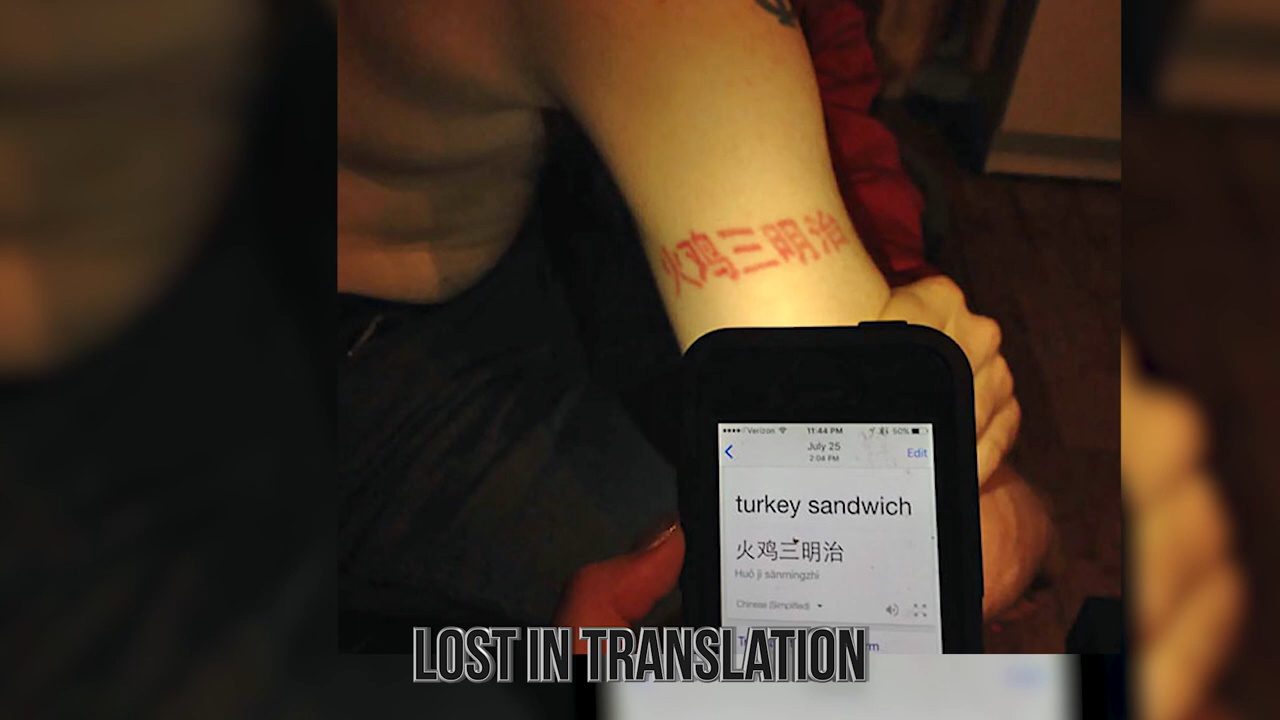 火鸡三明治
Verizon 11:44 PM 50%
July 25
2:04 PM
Edit
turkey sandwich
火鸡三明治
Huǒ jī sānmíngzhì
Chinese (Simplified)
LOST IN TRANSLATION